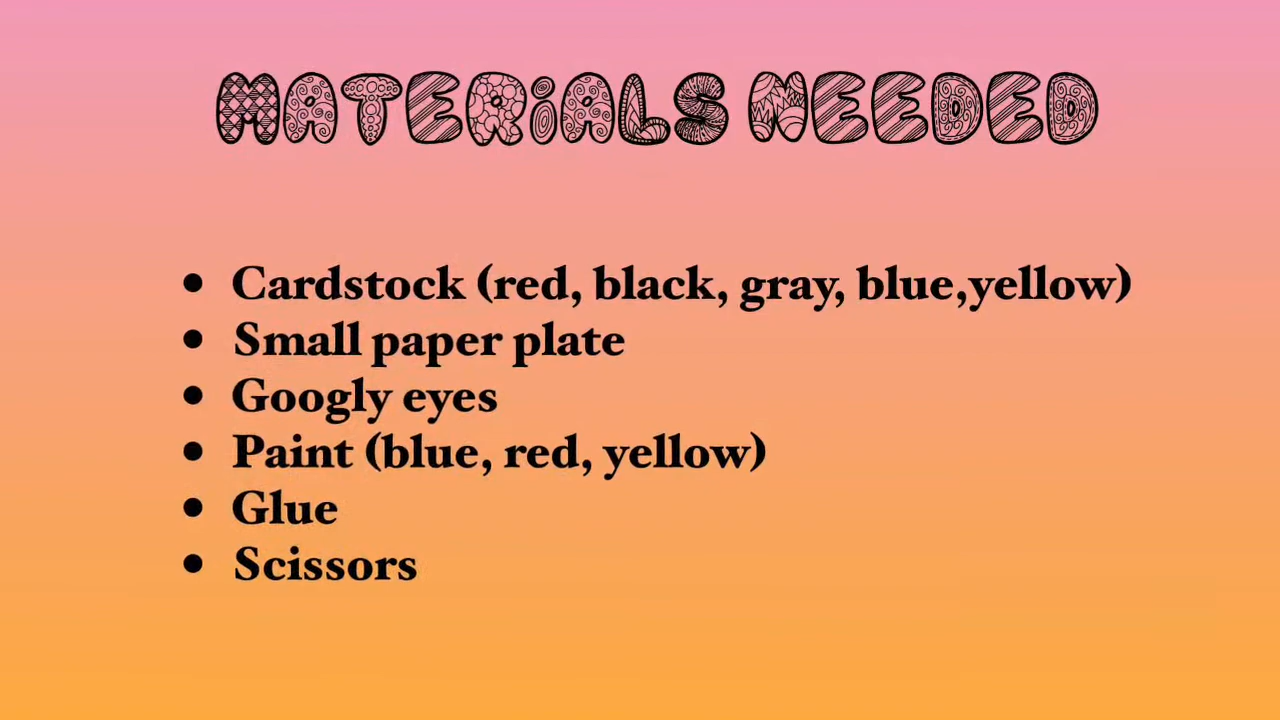 MATERiALS NEEDED
• Cardstock (red, black, gray, blue,yellow)
• Small paper plate
• Googly eyes
• Paint (blue, red, yellow)
• Glue
• Scissors